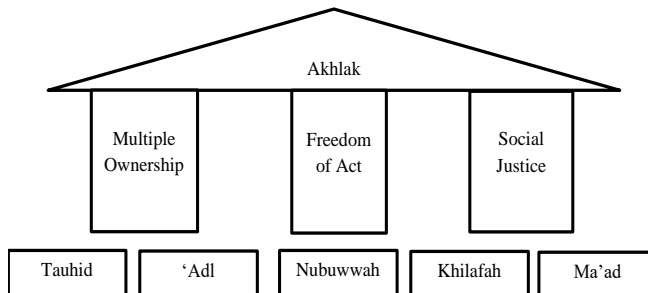 Akhlak
Multiple
Ownership
Freedom
of Act
Social
Justice
Tauhid
‘Adl
Nubuwwah
Khilafah
Ma’ad